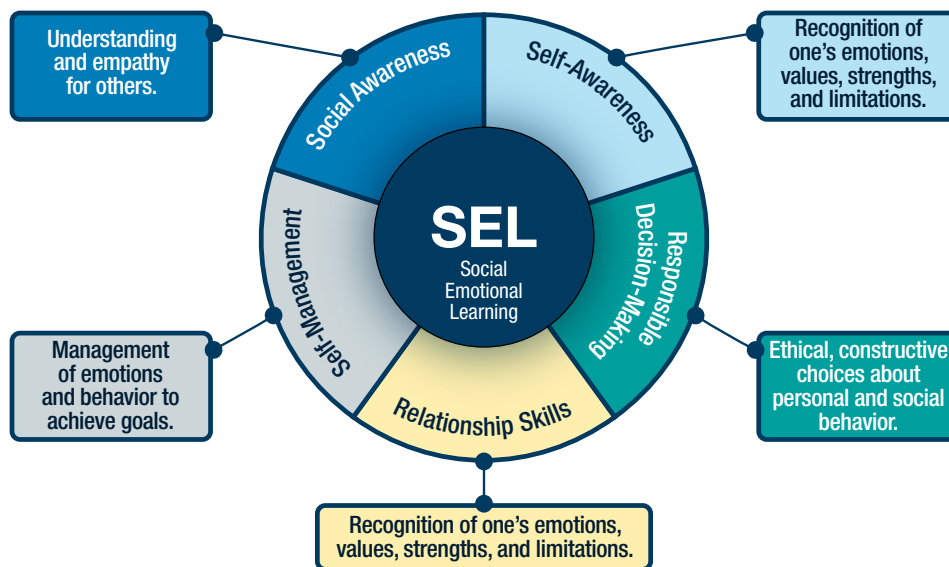 Understanding
and empathy
for others.
Social Awareness
Self-Awareness
Recognition of
one's emotions,
values, strengths,
and limitations.
SEL
Social
Emotional
Learning
Self-Management
Responsible
Decision-Making
Management
of emotions
and behavior to
achieve goals.
Relationship Skills
Ethical, constructive
choices about
personal and social
behavior.
Recognition of one's emotions,
values, strengths, and limitations.